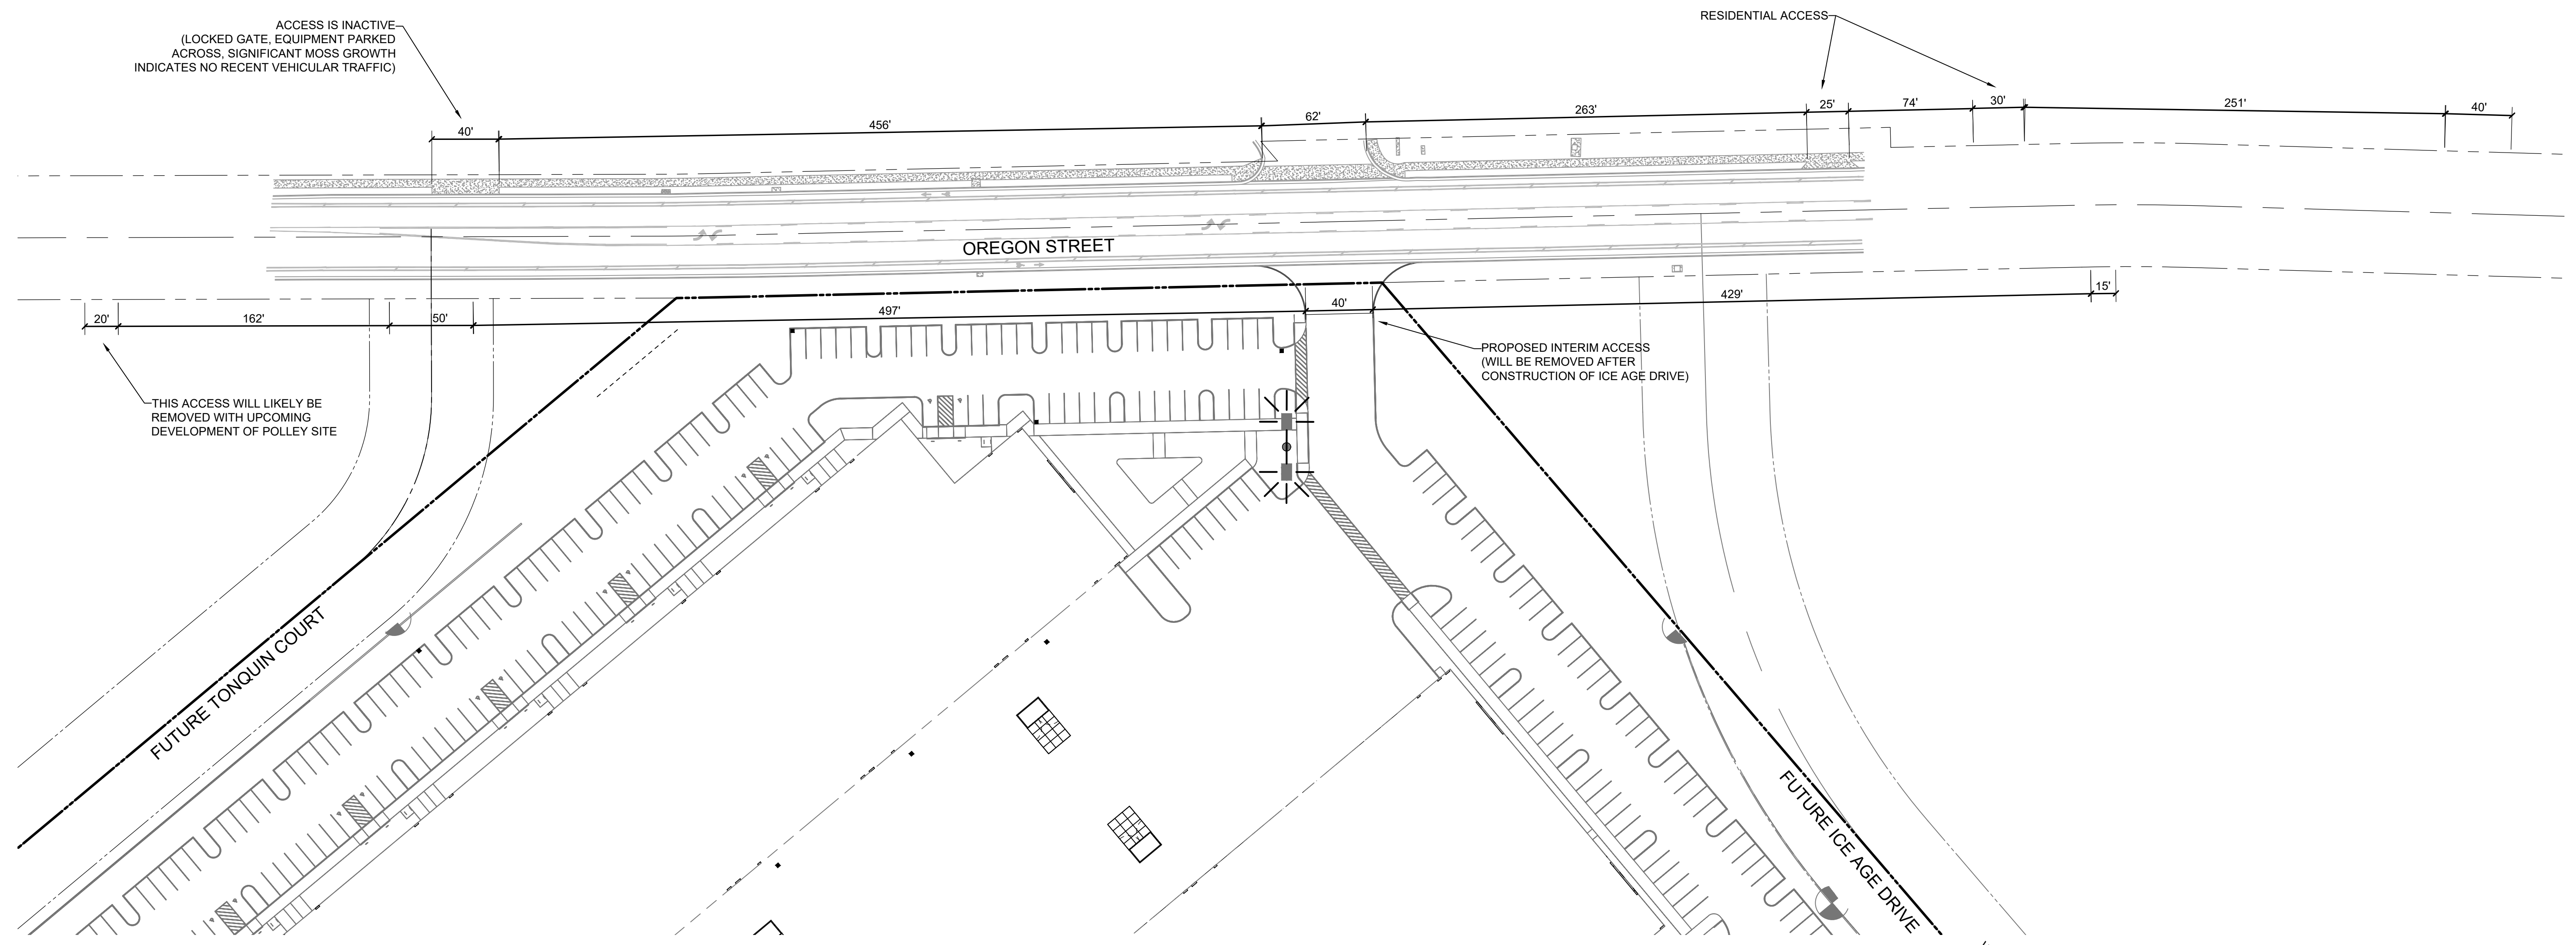 ACCESS IS INACTIVE
(LOCKED GATE, EQUIPMENT PARKED
ACROSS, SIGNIFICANT MOSS GROWTH
INDICATES NO RECENT VEHICULAR TRAFFIC)
RESIDENTIAL ACCESS
40'
456'
62'
263'
25'
74'
30'
251'
40'
OREGON STREET
20'
162'
50'
497'
40'
429'
15'
PROPOSED INTERIM ACCESS
(WILL BE REMOVED AFTER
CONSTRUCTION OF ICE AGE DRIVE)
THIS ACCESS WILL LIKELY BE
REMOVED WITH UPCOMING
DEVELOPMENT OF POLLEY SITE
FUTURE TONQUIN COURT
FUTURE ICE AGE DRIVE